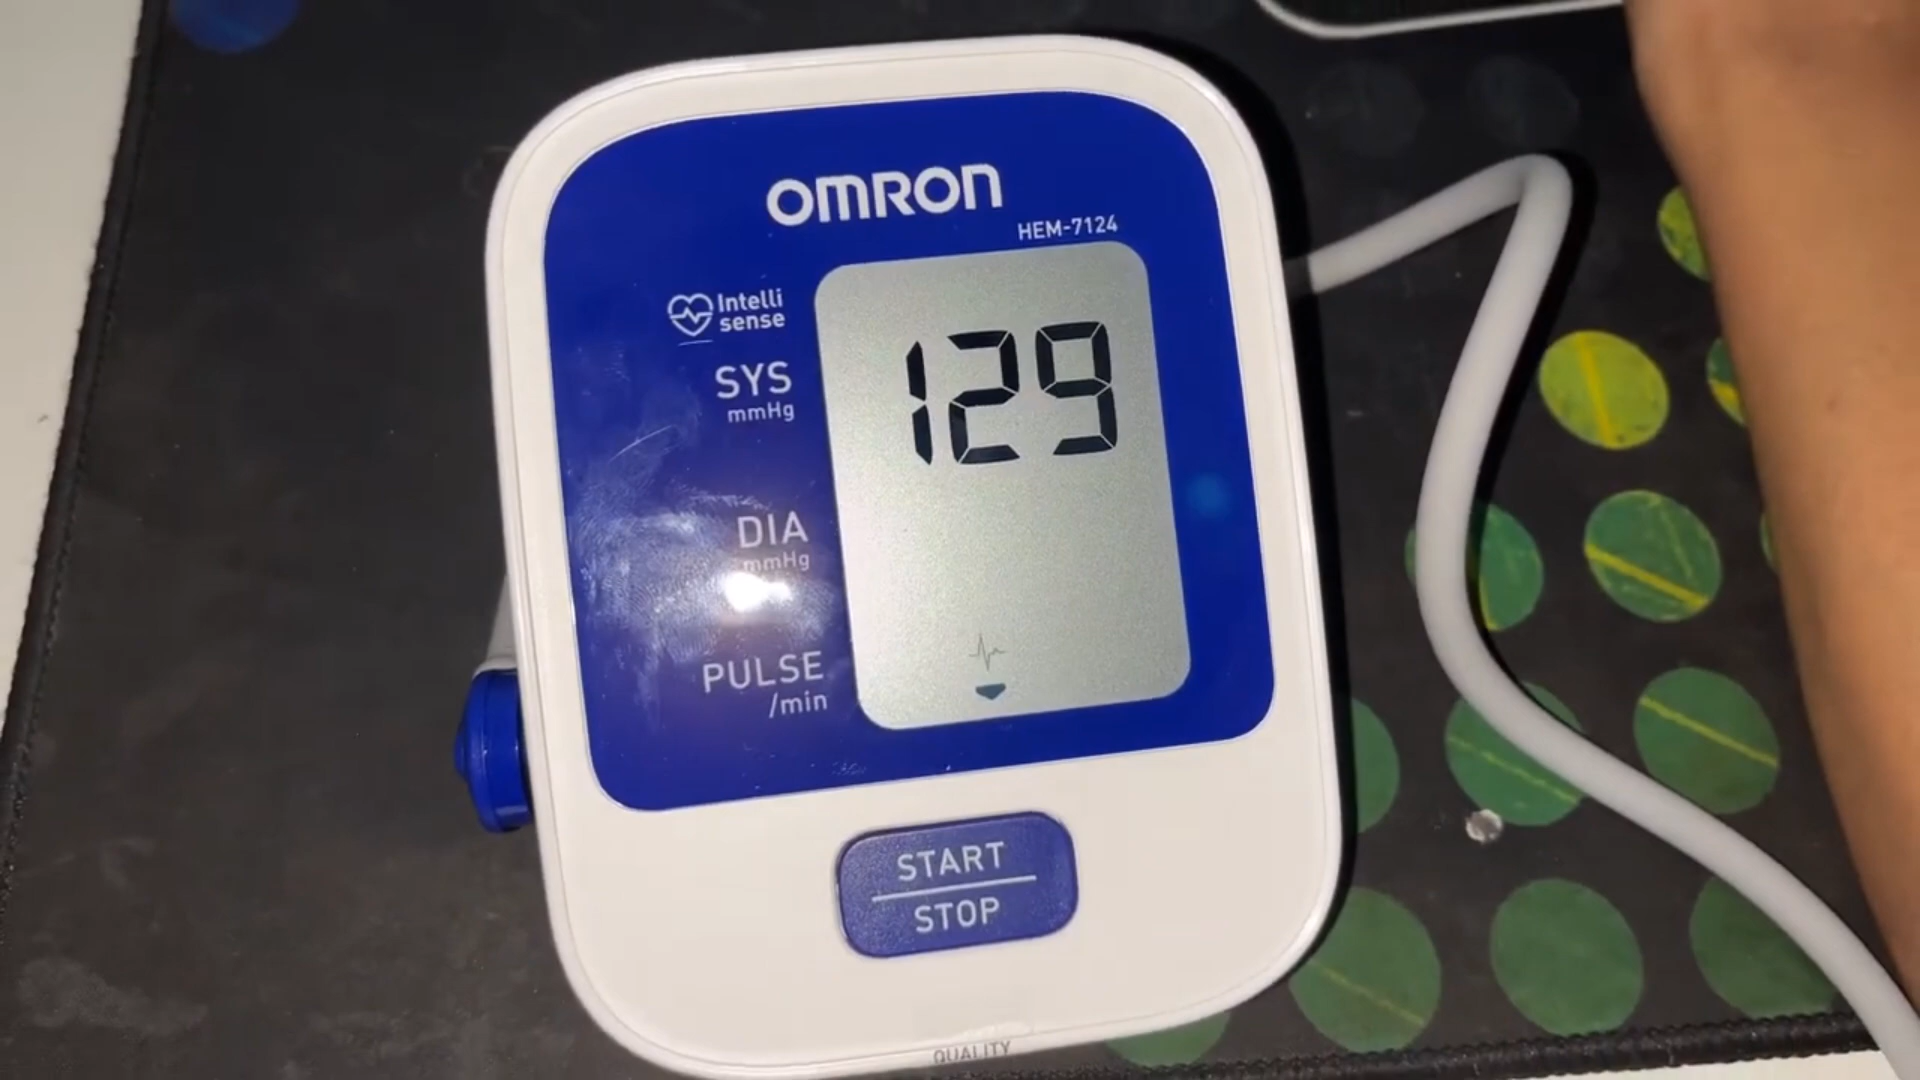 OMRON
HEM-7124
Intelli
sense
129
SYS
mmHg
DIA
mmHg
PULSE
/min
START
STOP
QUALITY